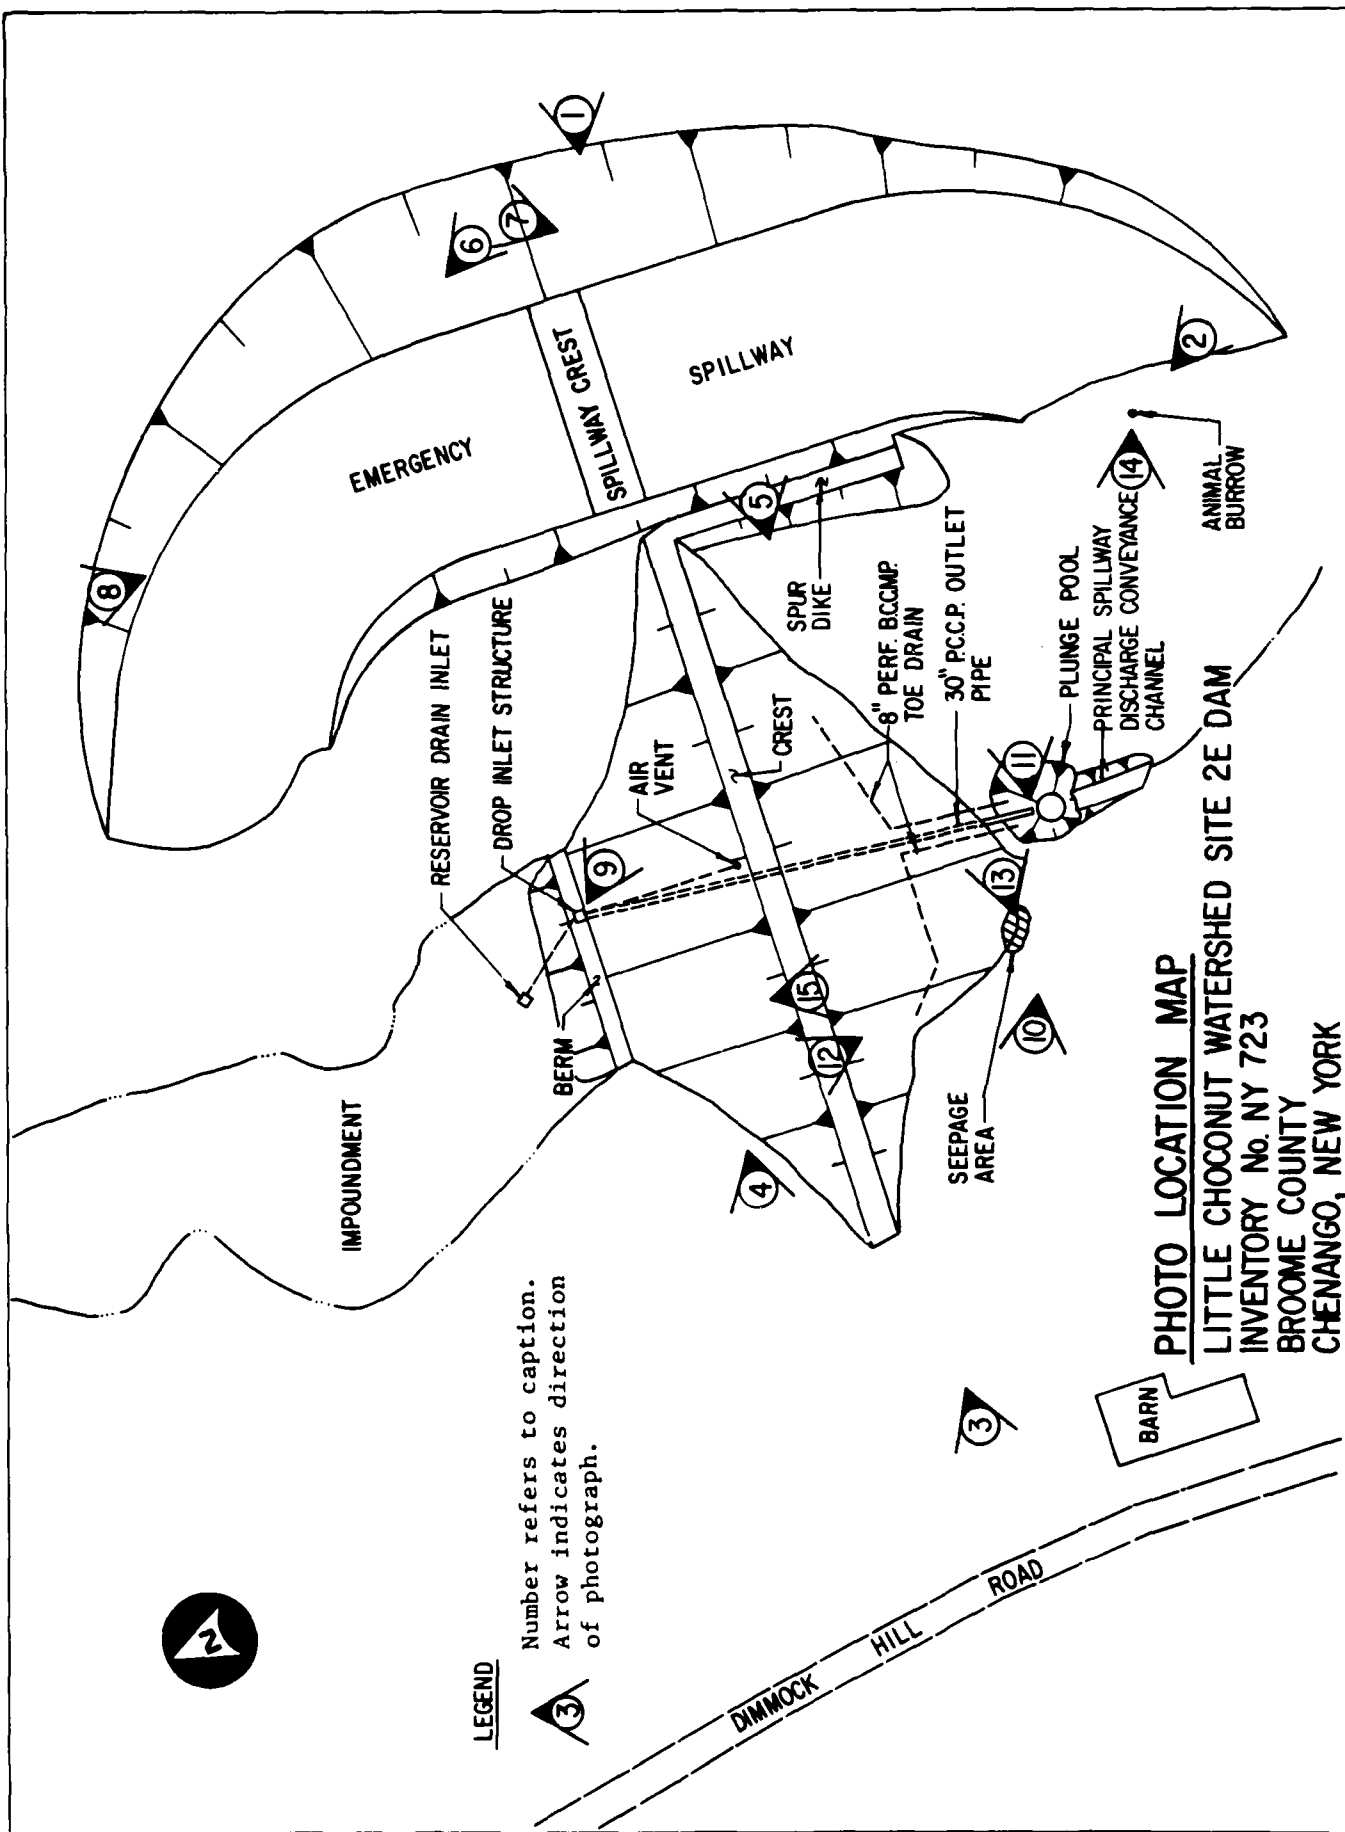 PHOTO LOCATION MAP
LITTLE CHOCONUT WATERSHED SITE 2E DAM
INVENTORY No. NY 723
BROOME COUNTY
CHENANGO, NEW YORK
N
LEGEND
3
Number refers to caption.
Arrow indicates direction
of photograph.
IMPOUNDMENT
RESERVOIR DRAIN INLET
DROP INLET STRUCTURE
BERM
AIR
VENT
CREST
EMERGENCY
SPILLWAY CREST
SPILLWAY
SPUR
DIKE
8" PERF. B.C.C.M.P.
TOE DRAIN
30" P.C.C.P. OUTLET
PIPE
PLUNGE POOL
PRINCIPAL SPILLWAY
DISCHARGE CONVEYANCE
CHANNEL
ANIMAL
BURROW
SEEPAGE
AREA
BARN
DIMMOCK HILL ROAD
1
2
3
4
5
6
7
8
9
10
11
12
13
14
15